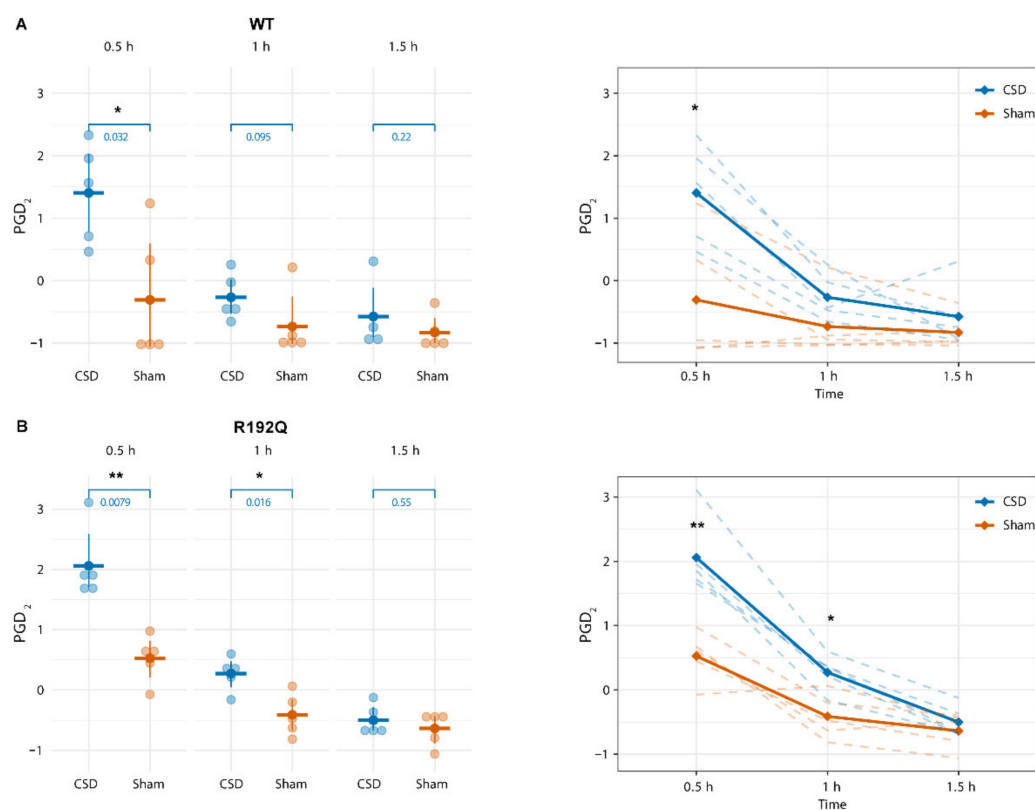 A
WT
0.5 h
1 h
1.5 h
3
2
1
0
−1
PGD2
*
0.032
0.095
0.22
CSD
Sham
CSD
Sham
CSD
Sham
3
2
1
0
−1
PGD2
*
CSD
Sham
0.5 h
1 h
1.5 h
Time
B
R192Q
0.5 h
1 h
1.5 h
3
2
1
0
−1
PGD2
**
*
0.0079
0.016
0.55
CSD
Sham
CSD
Sham
CSD
Sham
3
2
1
0
−1
PGD2
**
*
CSD
Sham
0.5 h
1 h
1.5 h
Time